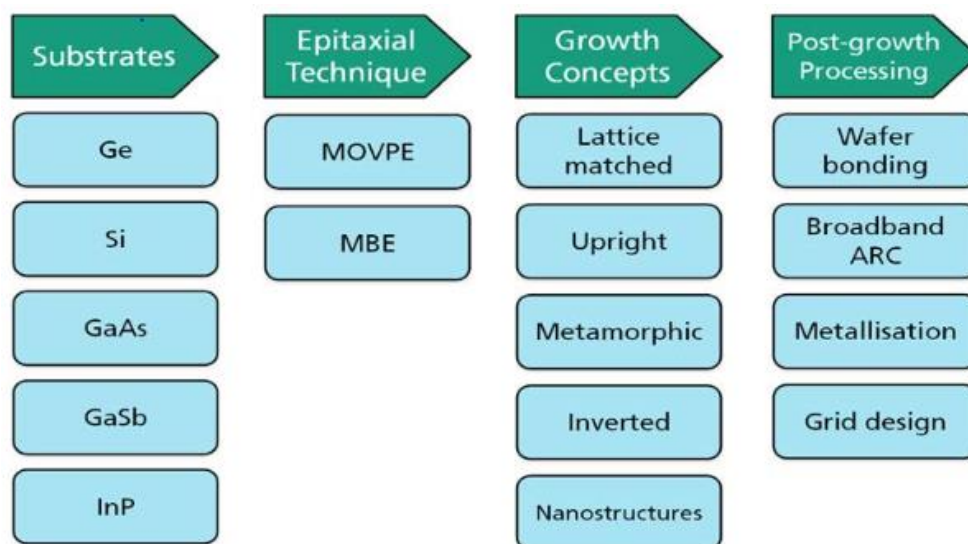 Substrates
Ge
Si
GaAs
GaSb
InP
Epitaxial
Technique
MOVPE
MBE
Growth
Concepts
Lattice
matched
Upright
Metamorphic
Inverted
Nanostructures
Post-growth
Processing
Wafer
bonding
Broadband
ARC
Metallisation
Grid design